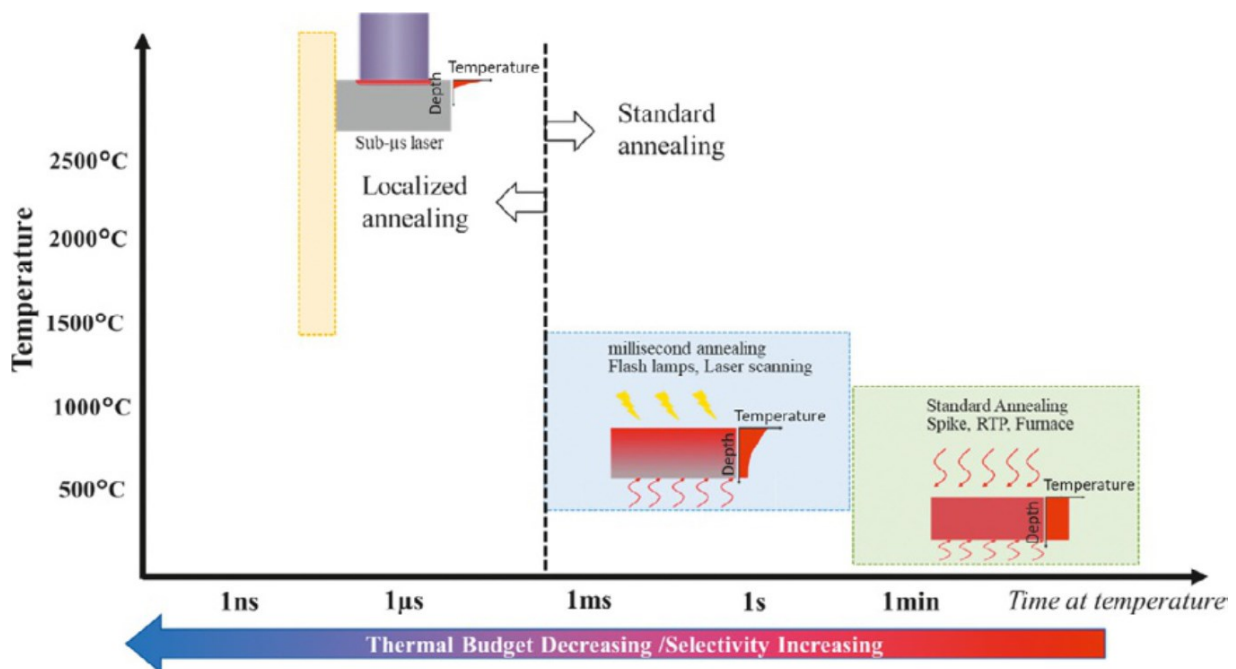 Temperature
2500°C
2000°C
1500°C
1000°C
500°C
Temperature
Depth
Sub-μs laser
Standard
annealing
Localized
annealing
millisecond annealing
Flash lamps, Laser scanning
Temperature
Depth
Standard Annealing
Spike, RTP, Furnace
Temperature
Depth
1ns
1μs
1ms
1s
1min
Time at temperature
Thermal Budget Decreasing /Selectivity Increasing